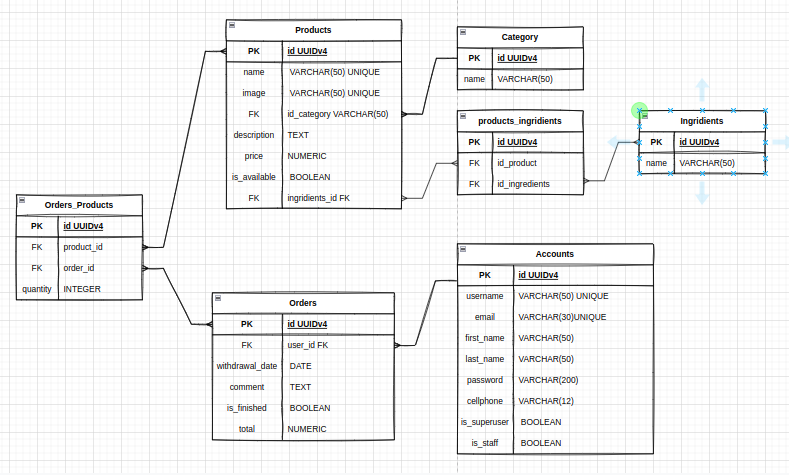 Products
PK id UUIDv4
name VARCHAR(50) UNIQUE
image VARCHAR(50) UNIQUE
FK id_category VARCHAR(50)
description TEXT
price NUMERIC
is_available BOOLEAN
FK ingridients_id FK
Category
PK id UUIDv4
name VARCHAR(50)
products_ingridients
PK id UUIDv4
FK id_product
FK id_ingredients
Ingridients
PK id UUIDv4
name VARCHAR(50)
Orders_Products
PK id UUIDv4
FK product_id
FK order_id
quantity INTEGER
Orders
PK id UUIDv4
FK user_id FK
withdrawal_date DATE
comment TEXT
is_finished BOOLEAN
total NUMERIC
Accounts
PK id UUIDv4
username VARCHAR(50) UNIQUE
email VARCHAR(30)UNIQUE
first_name VARCHAR(50)
last_name VARCHAR(50)
password VARCHAR(200)
cellphone VARCHAR(12)
is_superuser BOOLEAN
is_staff BOOLEAN